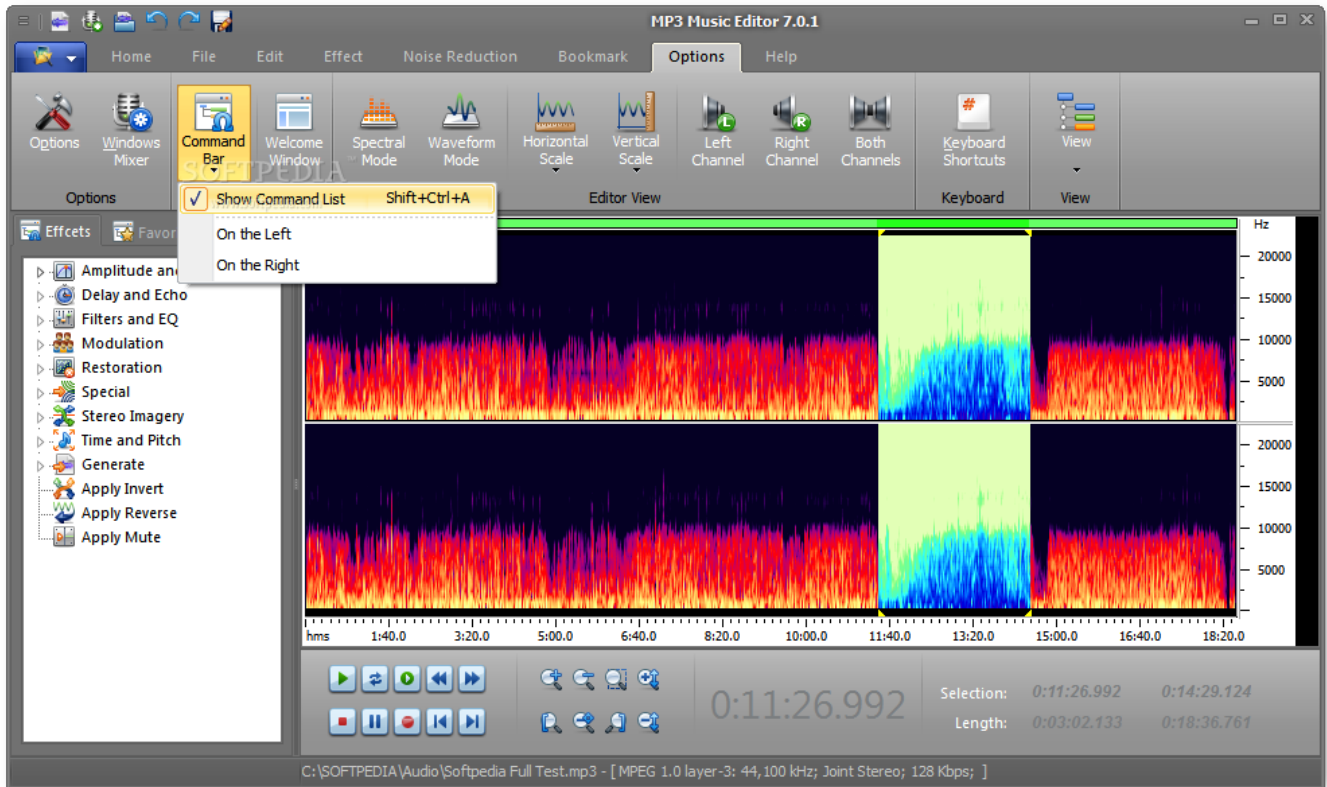 MP3 Music Editor 7.0.1
Home File Edit Effect Noise Reduction Bookmark Options Help
Options
Windows Mixer
Command Bar
Welcome Window
Spectral Mode
Waveform Mode
Horizontal Scale
Vertical Scale
Left Channel
Right Channel
Both Channels
Keyboard Shortcuts
View
SOFTPEDIA
Options Editor View Keyboard View
Show Command List Shift+Ctrl+A
On the Left
On the Right
Effcets Favor
Amplitude an
Delay and Echo
Filters and EQ
Modulation
Restoration
Special
Stereo Imagery
Time and Pitch
Generate
Apply Invert
Apply Reverse
Apply Mute
Hz
20000
15000
10000
5000
20000
15000
10000
5000
hms 1:40.0 3:20.0 5:00.0 6:40.0 8:20.0 10:00.0 11:40.0 13:20.0 15:00.0 16:40.0 18:20.0
0:11:26.992
Selection: 0:11:26.992 0:14:29.124
Length: 0:03:02.133 0:18:36.761
C:\SOFTPEDIA\Audio\Softpedia Full Test.mp3 - [ MPEG 1.0 layer-3: 44,100 kHz; Joint Stereo; 128 Kbps; ]